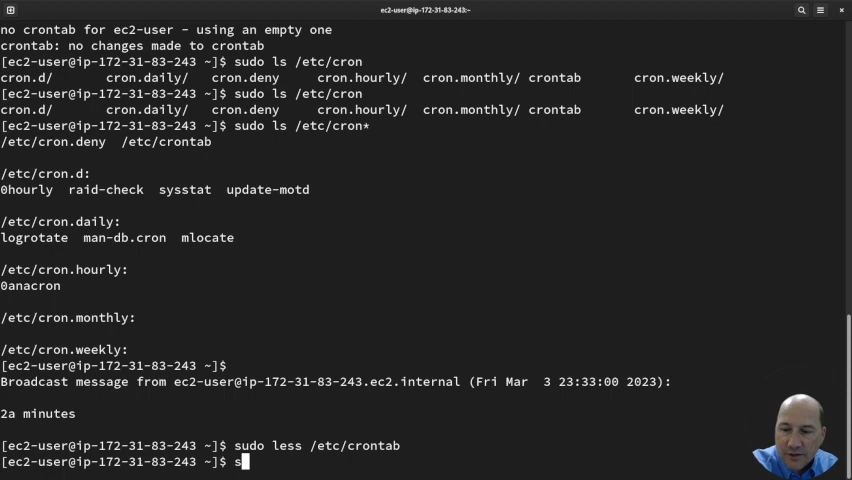 ec2-user@ip-172-31-83-243:~
no crontab for ec2-user - using an empty one
crontab: no changes made to crontab
[ec2-user@ip-172-31-83-243 ~]$ sudo ls /etc/cron
cron.d/       cron.daily/   cron.deny     cron.hourly/  cron.monthly/ crontab       cron.weekly/
[ec2-user@ip-172-31-83-243 ~]$ sudo ls /etc/cron
cron.d/       cron.daily/   cron.deny     cron.hourly/  cron.monthly/ crontab       cron.weekly/
[ec2-user@ip-172-31-83-243 ~]$ sudo ls /etc/cron*
/etc/cron.deny  /etc/crontab
/etc/cron.d:
0hourly  raid-check  sysstat  update-motd
/etc/cron.daily:
logrotate  man-db.cron  mlocate
/etc/cron.hourly:
0anacron
/etc/cron.monthly:
/etc/cron.weekly:
[ec2-user@ip-172-31-83-243 ~]$
Broadcast message from ec2-user@ip-172-31-83-243.ec2.internal (Fri Mar  3 23:33:00 2023):
2a minutes
[ec2-user@ip-172-31-83-243 ~]$ sudo less /etc/crontab
[ec2-user@ip-172-31-83-243 ~]$ s